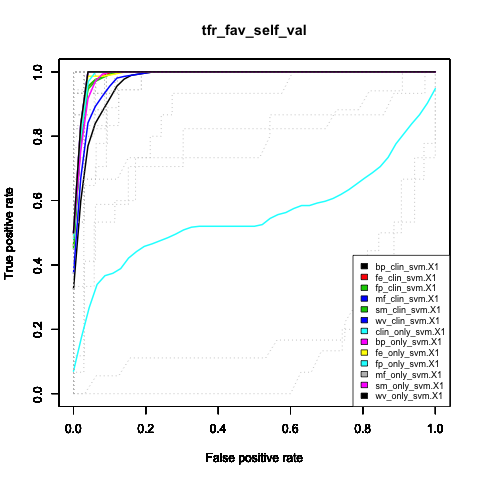 tfr_fav_self_val
True positive rate
1.0
0.8
0.6
0.4
0.2
0.0
bp_clin_svm.X1
fe_clin_svm.X1
fp_clin_svm.X1
mf_clin_svm.X1
sm_clin_svm.X1
wv_clin_svm.X1
clin_only_svm.X1
bp_only_svm.X1
fe_only_svm.X1
fp_only_svm.X1
mf_only_svm.X1
sm_only_svm.X1
wv_only_svm.X1
0.0 0.2 0.4 0.6 0.8 1.0
False positive rate